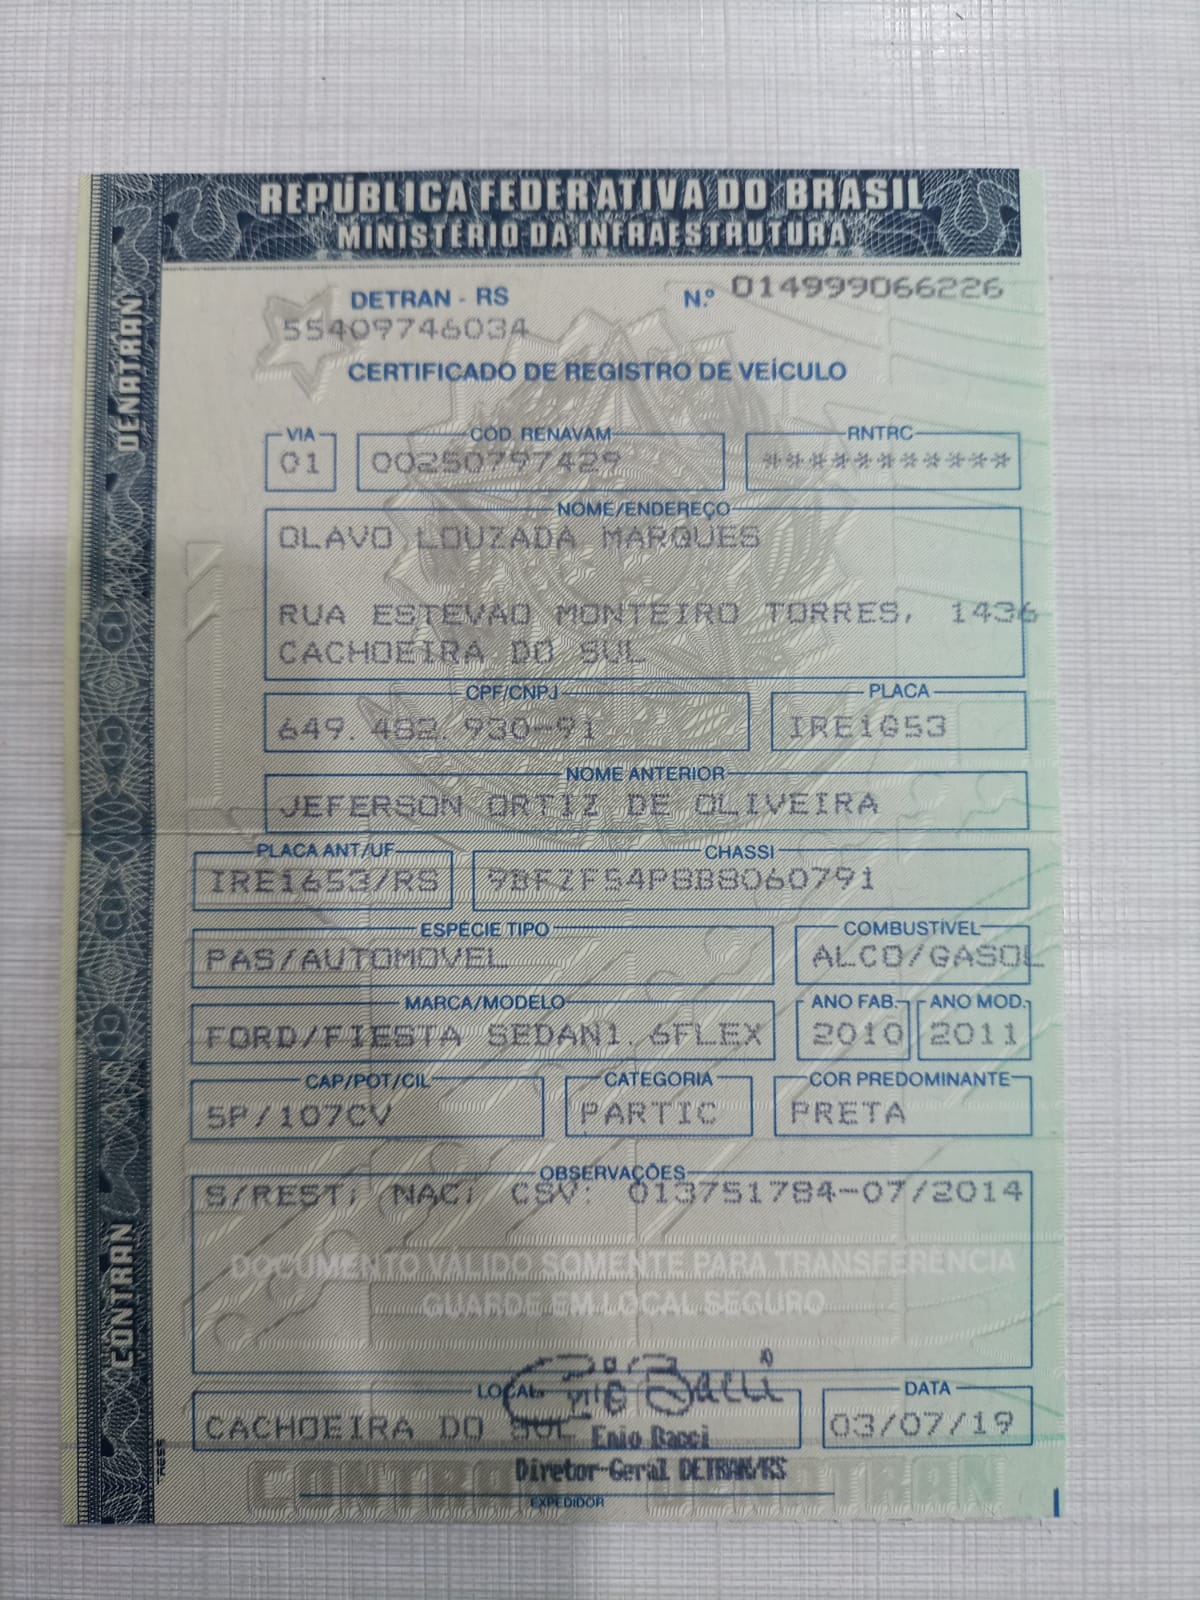 REPÚBLICA FEDERATIVA DO BRASIL
MINISTÉRIO DA INFRAESTRUTURA
DENATRAN
CONTRAN
DETRAN - RS
N.º 014999066226
55409746034
CERTIFICADO DE REGISTRO DE VEÍCULO
VIA
CÓD. RENAVAM
RNTRC
01
00250797429
***********
NOME/ENDEREÇO
OLAVO LOUZADA MARQUES
RUA ESTEVAO MONTEIRO TORRES, 1436
CACHOEIRA DO SUL
CPF/CNPJ
PLACA
649.482.930-91
IRE1G53
NOME ANTERIOR
JEFERSON ORTIZ DE OLIVEIRA
PLACA ANT/UF
CHASSI
IRE1653/RS
9BFZF54P8B8060791
ESPÉCIE TIPO
COMBUSTÍVEL
PAS/AUTOMOVEL
ALCO/GASOL
MARCA/MODELO
ANO FAB.
ANO MOD.
FORD/FIESTA SEDAN1.6FLEX
2010
2011
CAP/POT/CIL
CATEGORIA
COR PREDOMINANTE
5P/107CV
PARTIC
PRETA
OBSERVAÇÕES
S/REST; NAC; CSV: 013751784-07/2014
DOCUMENTO VÁLIDO SOMENTE PARA TRANSFERÊNCIA
GUARDE EM LOCAL SEGURO
LOCAL
DATA
CACHOEIRA DO SUL
03/07/19
Enio Bacci
Diretor-Geral DETRAN/RS
CONTRAN DENATRAN
EXPEDIDOR